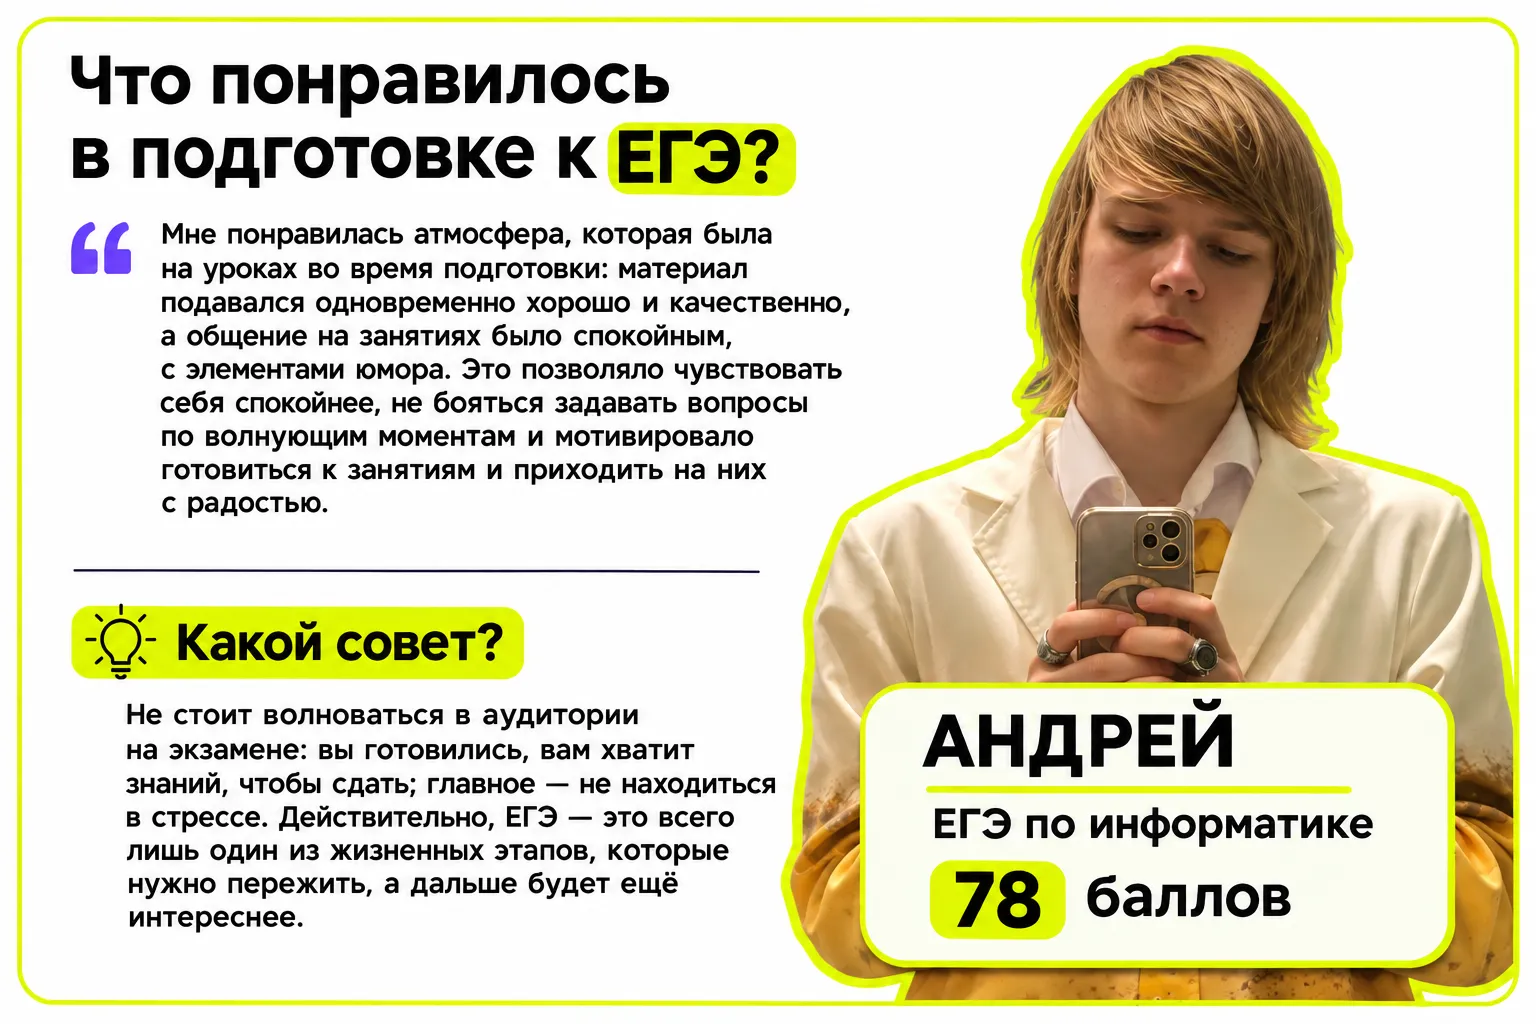 Что понравилось
в подготовке к ЕГЭ?
Мне понравилась атмосфера, которая была
на уроках во время подготовки: материал
подавался одновременно хорошо и качественно,
а общение на занятиях было спокойным,
с элементами юмора. Это позволяло чувствовать
себя спокойнее, не бояться задавать вопросы
по волнующим моментам и мотивировало
готовиться к занятиям и приходить на них
с радостью.
Какой совет?
Не стоит волноваться в аудитории
на экзамене: вы готовились, вам хватит
знаний, чтобы сдать; главное — не находиться
в стрессе. Действительно, ЕГЭ — это всего
лишь один из жизненных этапов, которые
нужно пережить, а дальше будет ещё
интереснее.
АНДРЕЙ
ЕГЭ по информатике
78 баллов